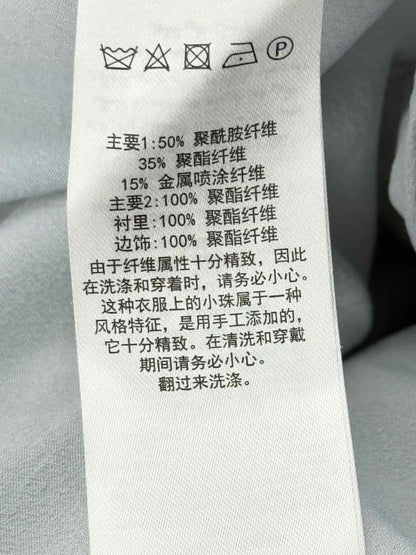 P
主要1:50% 聚酰胺纤维
35% 聚酯纤维
15% 金属喷涂纤维
主要2:100% 聚酯纤维
衬里:100% 聚酯纤维
边饰:100% 聚酯纤维
由于纤维属性十分精致，因此
在洗涤和穿着时，请务必小心。
这种衣服上的小珠属于一种
风格特征，是用手工添加的，
它十分精致。在清洗和穿戴
期间请务必小心。
翻过来洗涤。